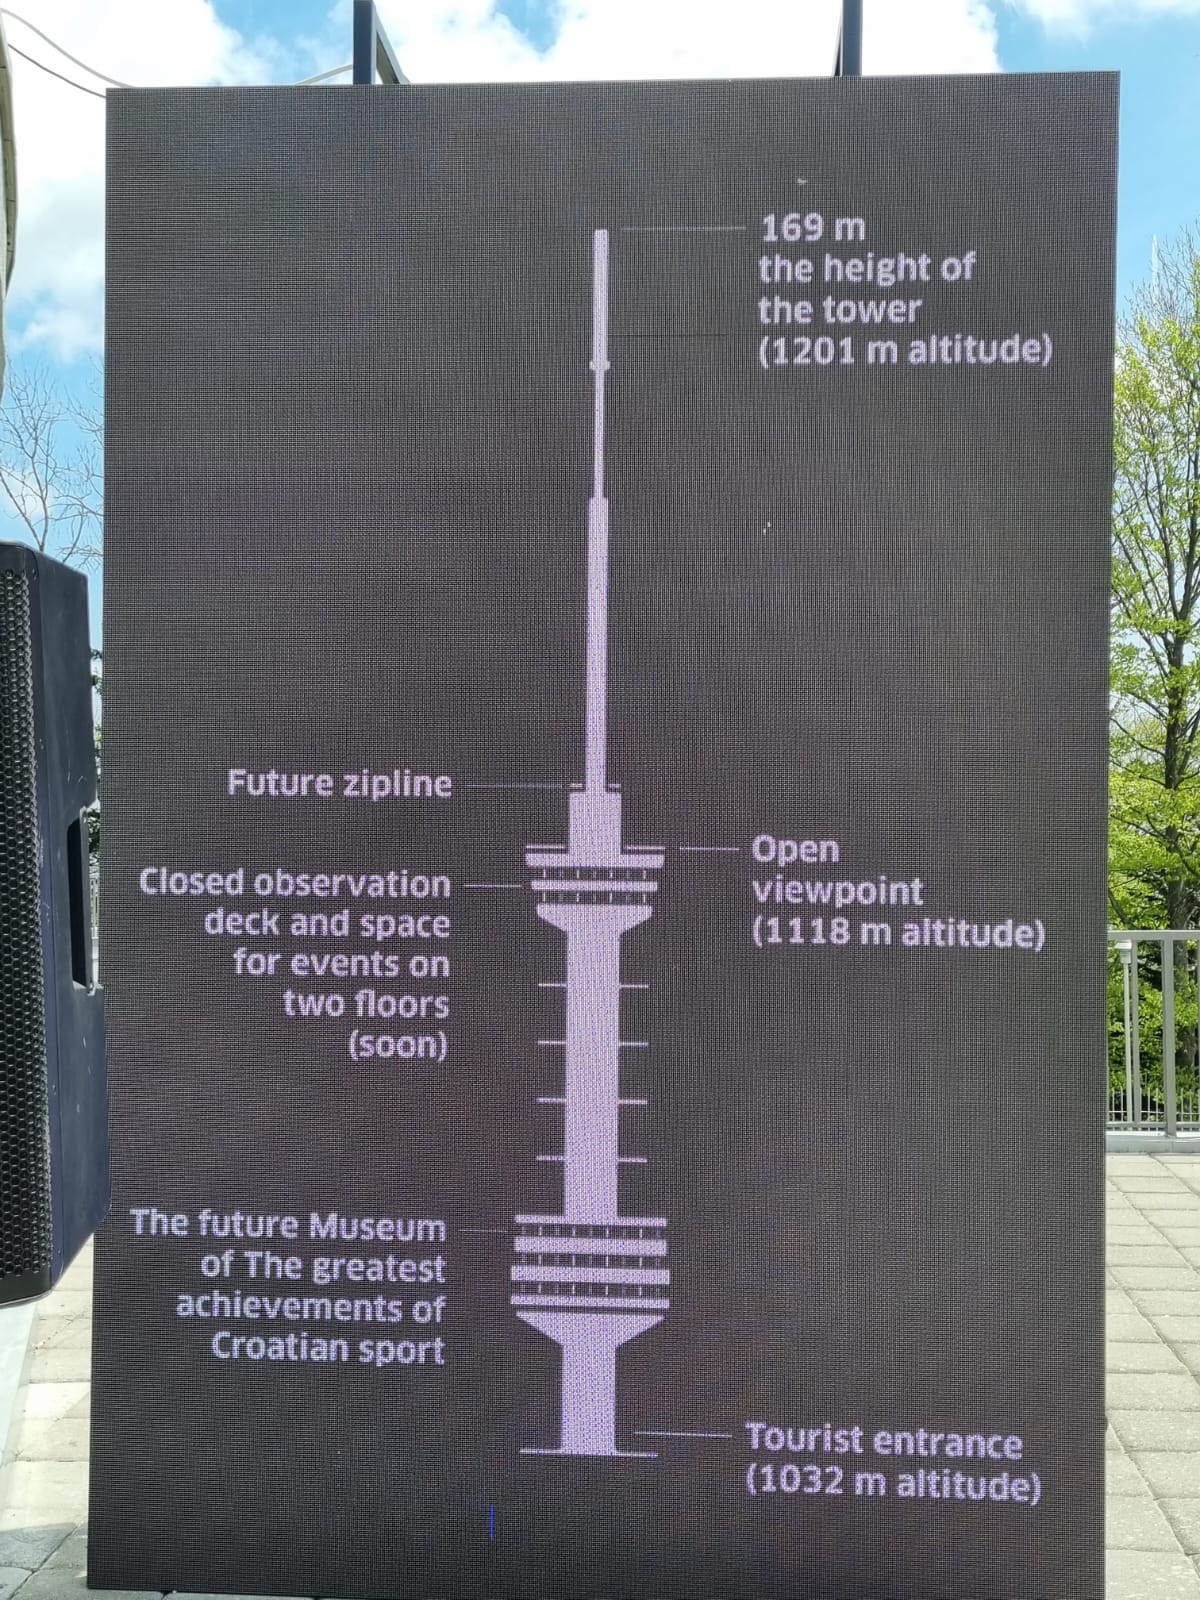 169 m
the height of
the tower
(1201 m altitude)
Future zipline
Open
viewpoint
(1118 m altitude)
Closed observation
deck and space
for events on
two floors
(soon)
The future Museum
of The greatest
achievements of
Croatian sport
Tourist entrance
(1032 m altitude)